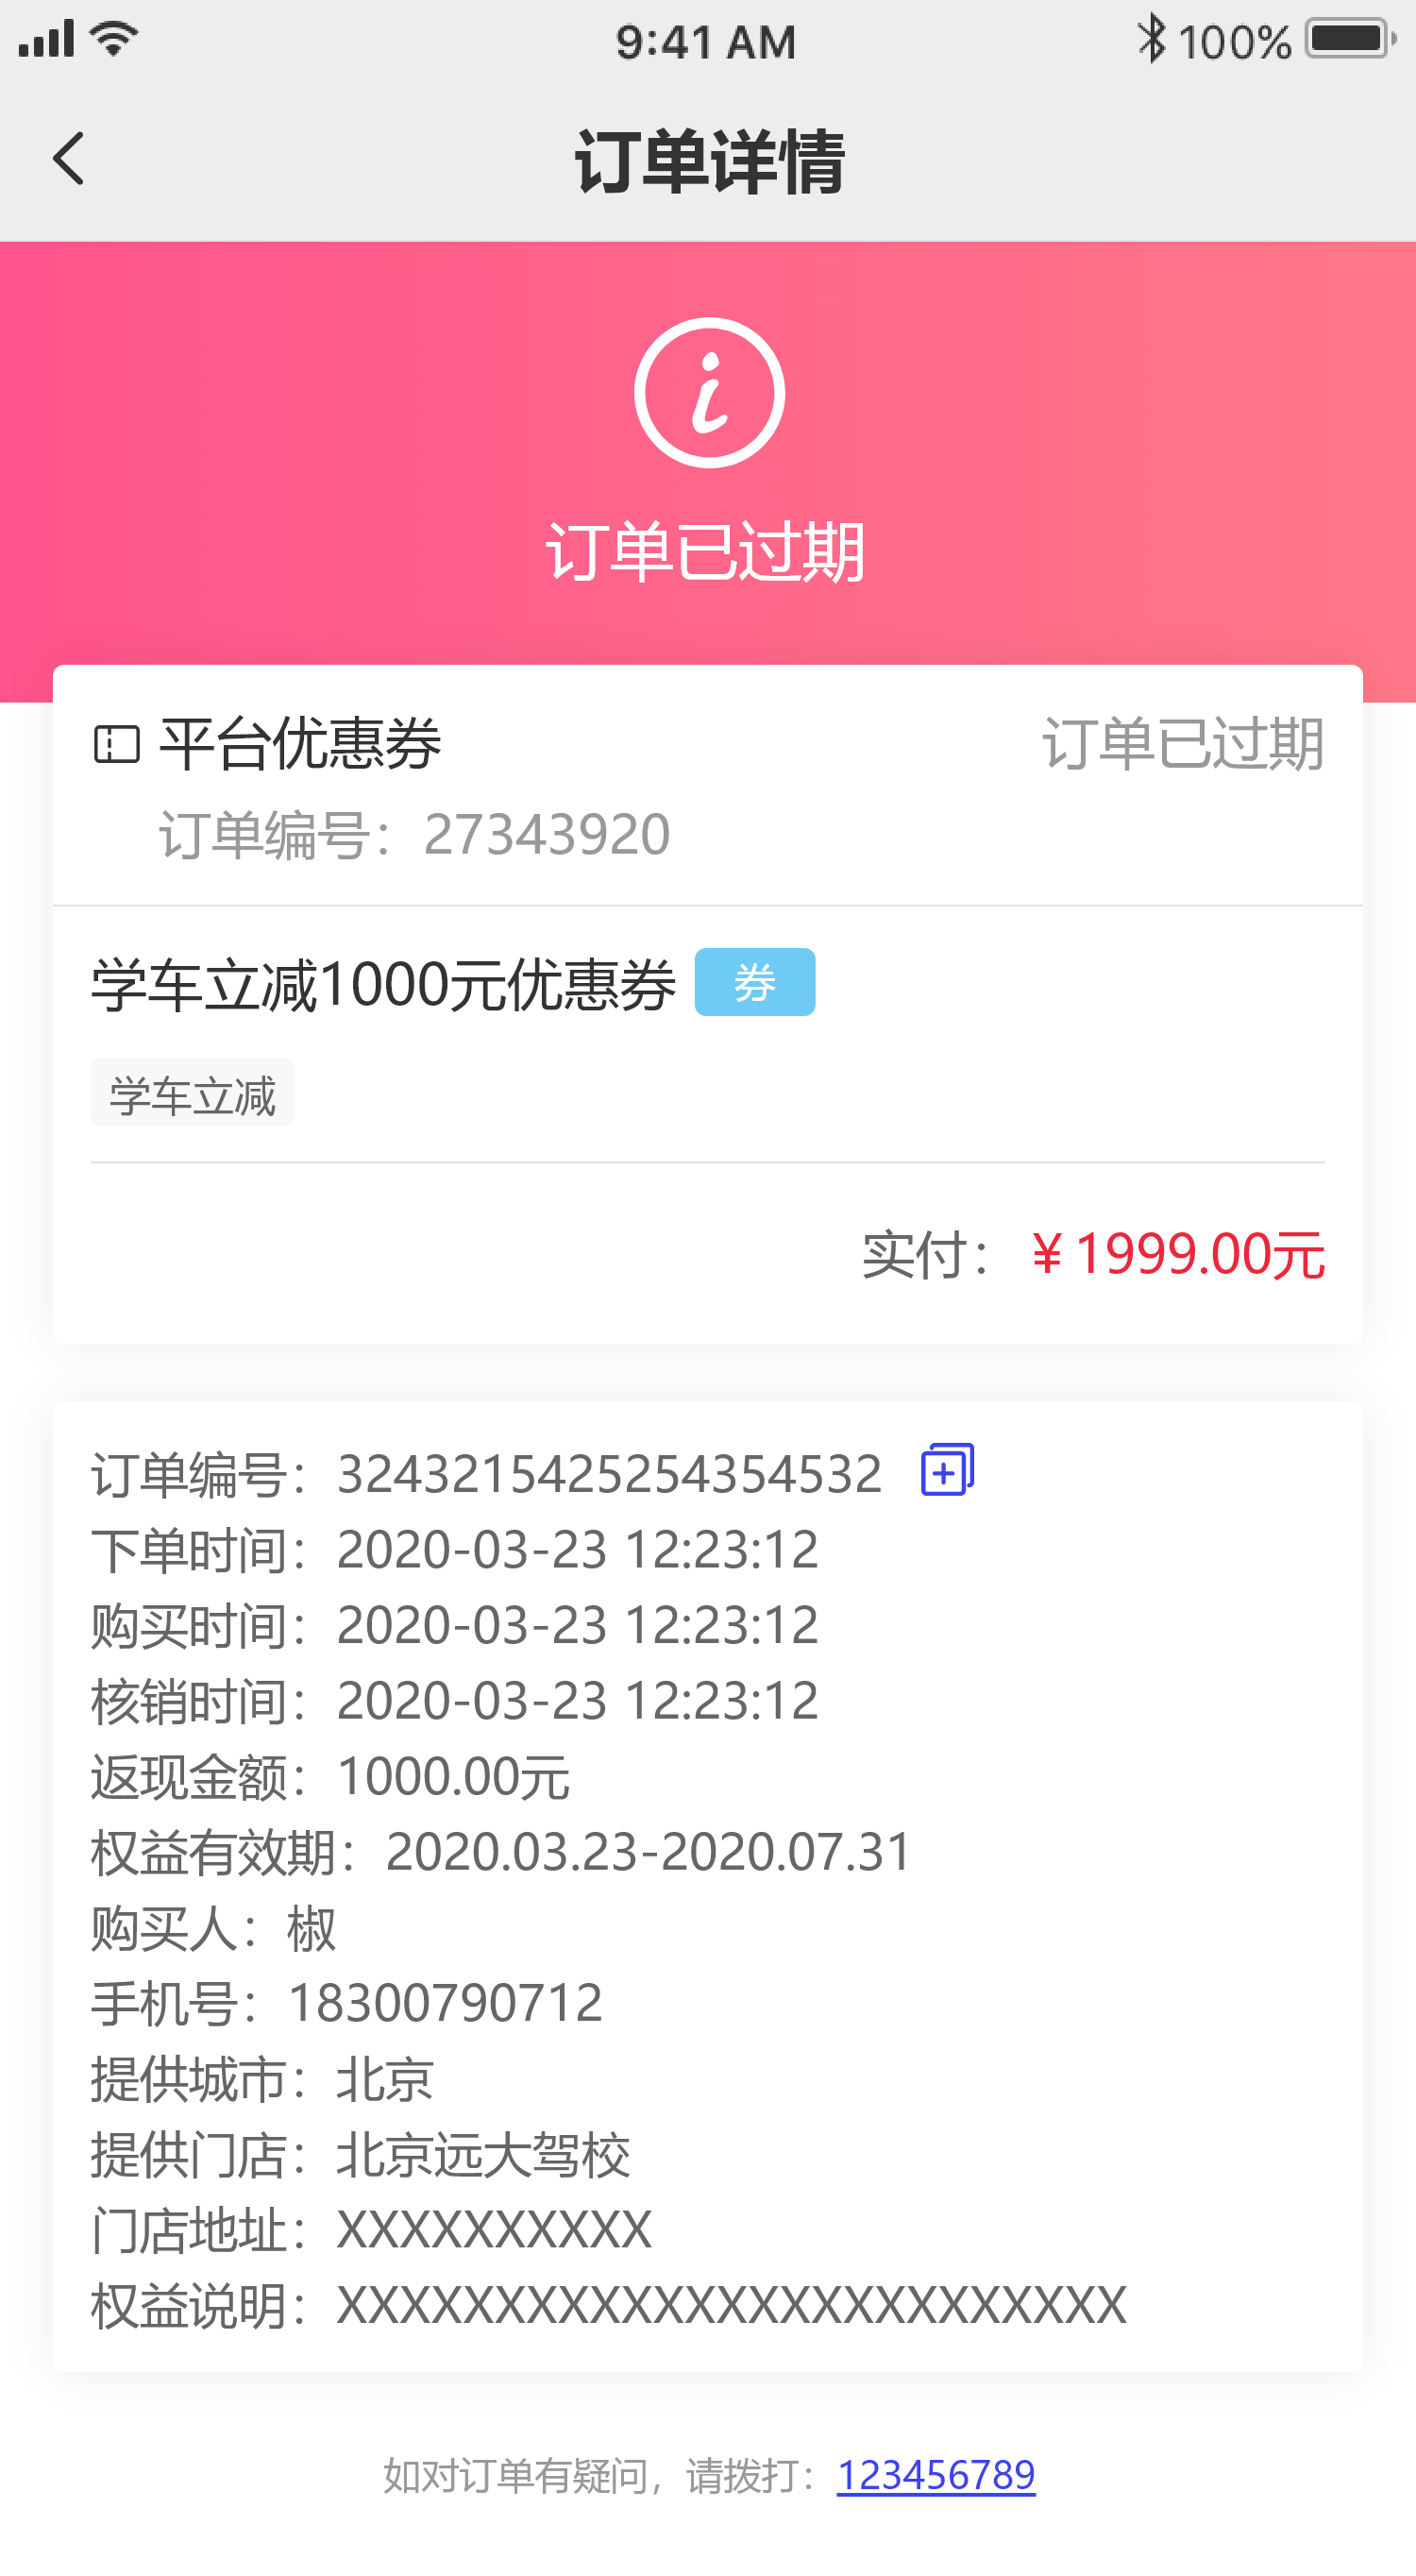 9:41 AM 100%
订单详情
订单已过期
平台优惠券 订单已过期
订单编号：27343920
学车立减1000元优惠券 券
学车立减
实付：¥ 1999.00元
订单编号：3243215425254354532
下单时间：2020-03-23 12:23:12
购买时间：2020-03-23 12:23:12
核销时间：2020-03-23 12:23:12
返现金额：1000.00元
权益有效期：2020.03.23-2020.07.31
购买人：椒
手机号：18300790712
提供城市：北京
提供门店：北京远大驾校
门店地址：XXXXXXXXXX
权益说明：XXXXXXXXXXXXXXXXXXXXXXXXX
如对订单有疑问，请拨打：123456789